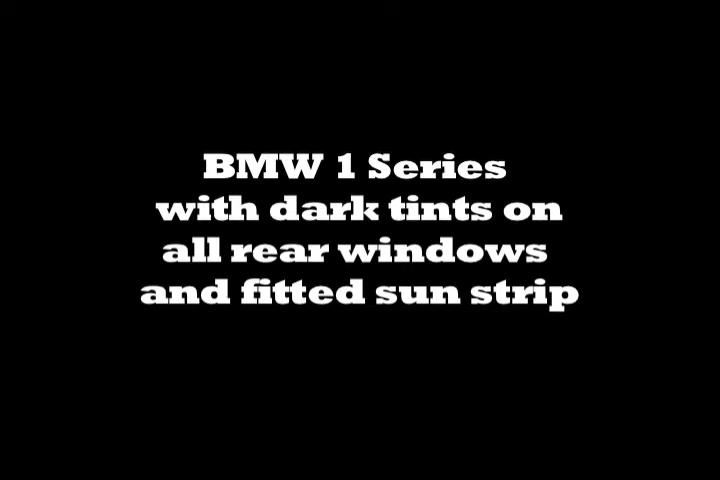 BMW 1 Series
with dark tints on
all rear windows
and fitted sun strip